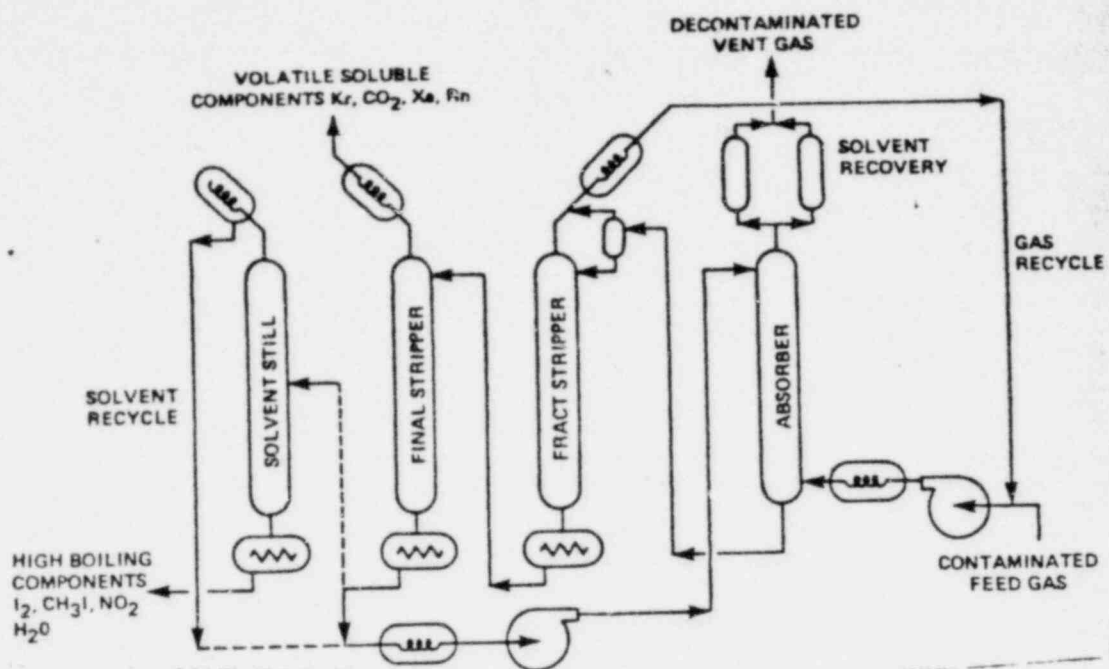 DECONTAMINATED
VENT GAS
VOLATILE SOLUBLE
COMPONENTS Kr, CO₂, Xe, Rn
SOLVENT
RECOVERY
GAS
RECYCLE
SOLVENT
RECYCLE
SOLVENT STILL
FINAL STRIPPER
FRACT STRIPPER
ABSORBER
HIGH BOILING
COMPONENTS
I₂, CH₃I, NO₂
H₂O
CONTAMINATED
FEED GAS